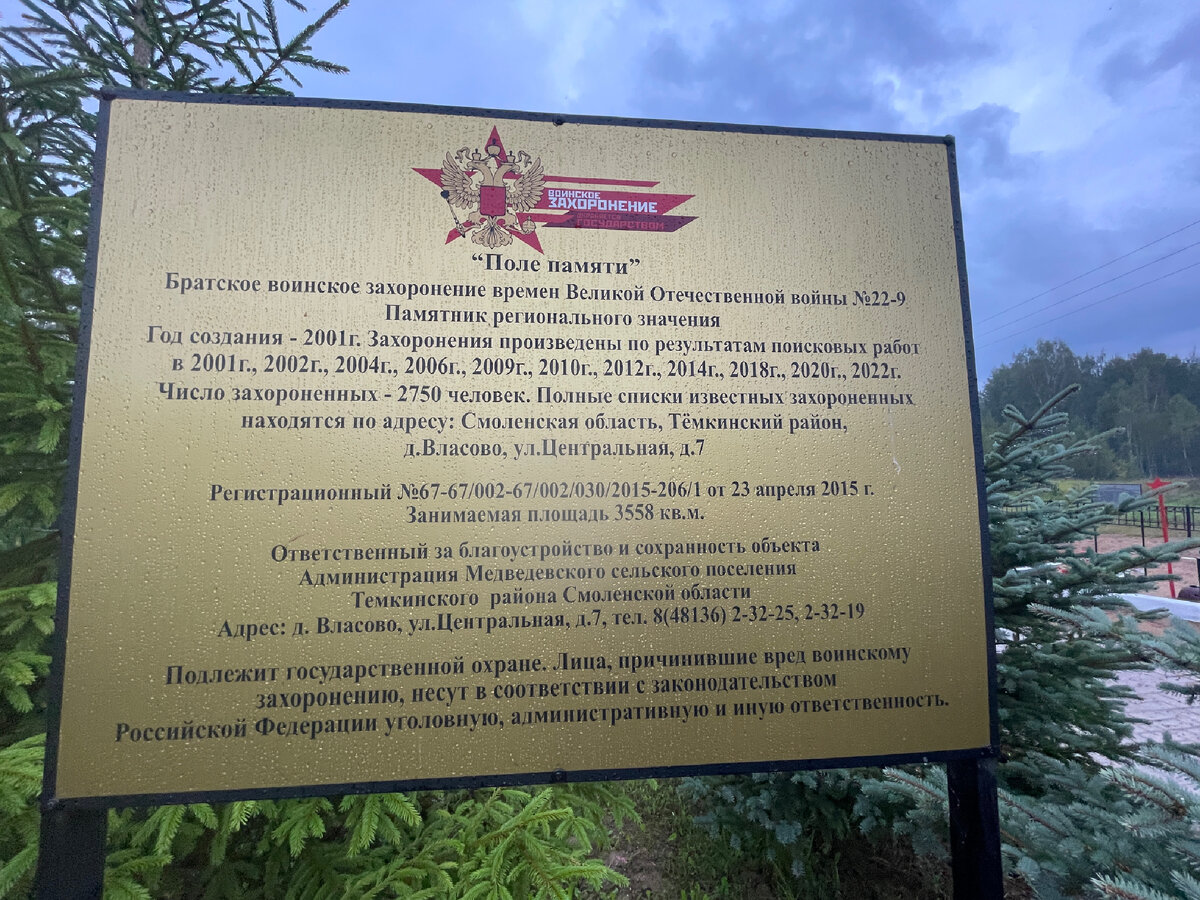 ВОИНСКОЕ
ЗАХОРОНЕНИЕ
ОХРАНЯЕТСЯ
ГОСУДАРСТВОМ
“Поле памяти”
Братское воинское захоронение времен Великой Отечественной войны №22-9
Памятник регионального значения
Год создания - 2001г. Захоронения произведены по результатам поисковых работ
в 2001г., 2002г., 2004г., 2006г., 2009г., 2010г., 2012г., 2014г., 2018г., 2020г., 2022г.
Число захороненных - 2750 человек. Полные списки известных захороненных
находятся по адресу: Смоленская область, Тёмкинский район,
д.Власово, ул.Центральная, д.7
Регистрационный №67-67/002-67/002/030/2015-206/1 от 23 апреля 2015 г.
Занимаемая площадь 3558 кв.м.
Ответственный за благоустройство и сохранность объекта
Администрация Медведевского сельского поселения
Темкинского района Смоленской области
Адрес: д. Власово, ул.Центральная, д.7, тел. 8(48136) 2-32-25, 2-32-19
Подлежит государственной охране. Лица, причинившие вред воинскому
захоронению, несут в соответствии с законодательством
Российской Федерации уголовную, административную и иную ответственность.